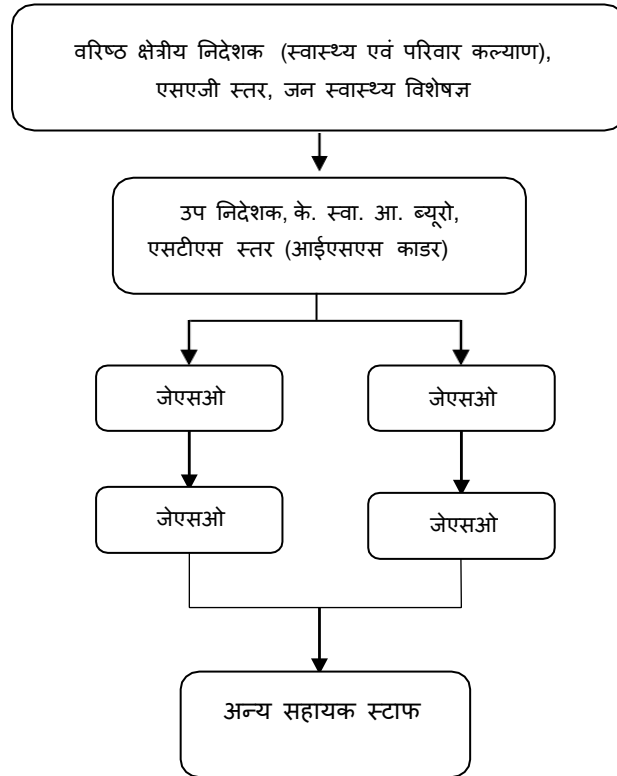 वरिष्ठ क्षेत्रीय निदेशक (स्वास्थ्य एवं परिवार कल्याण),
एसएजी स्तर, जन स्वास्थ्य विशेषज्ञ
उप निदेशक, के. स्वा. आ. ब्यूरो,
एसटीएस स्तर (आईएसएस काडर)
जेएसओ
जेएसओ
जेएसओ
जेएसओ
अन्य सहायक स्टाफ